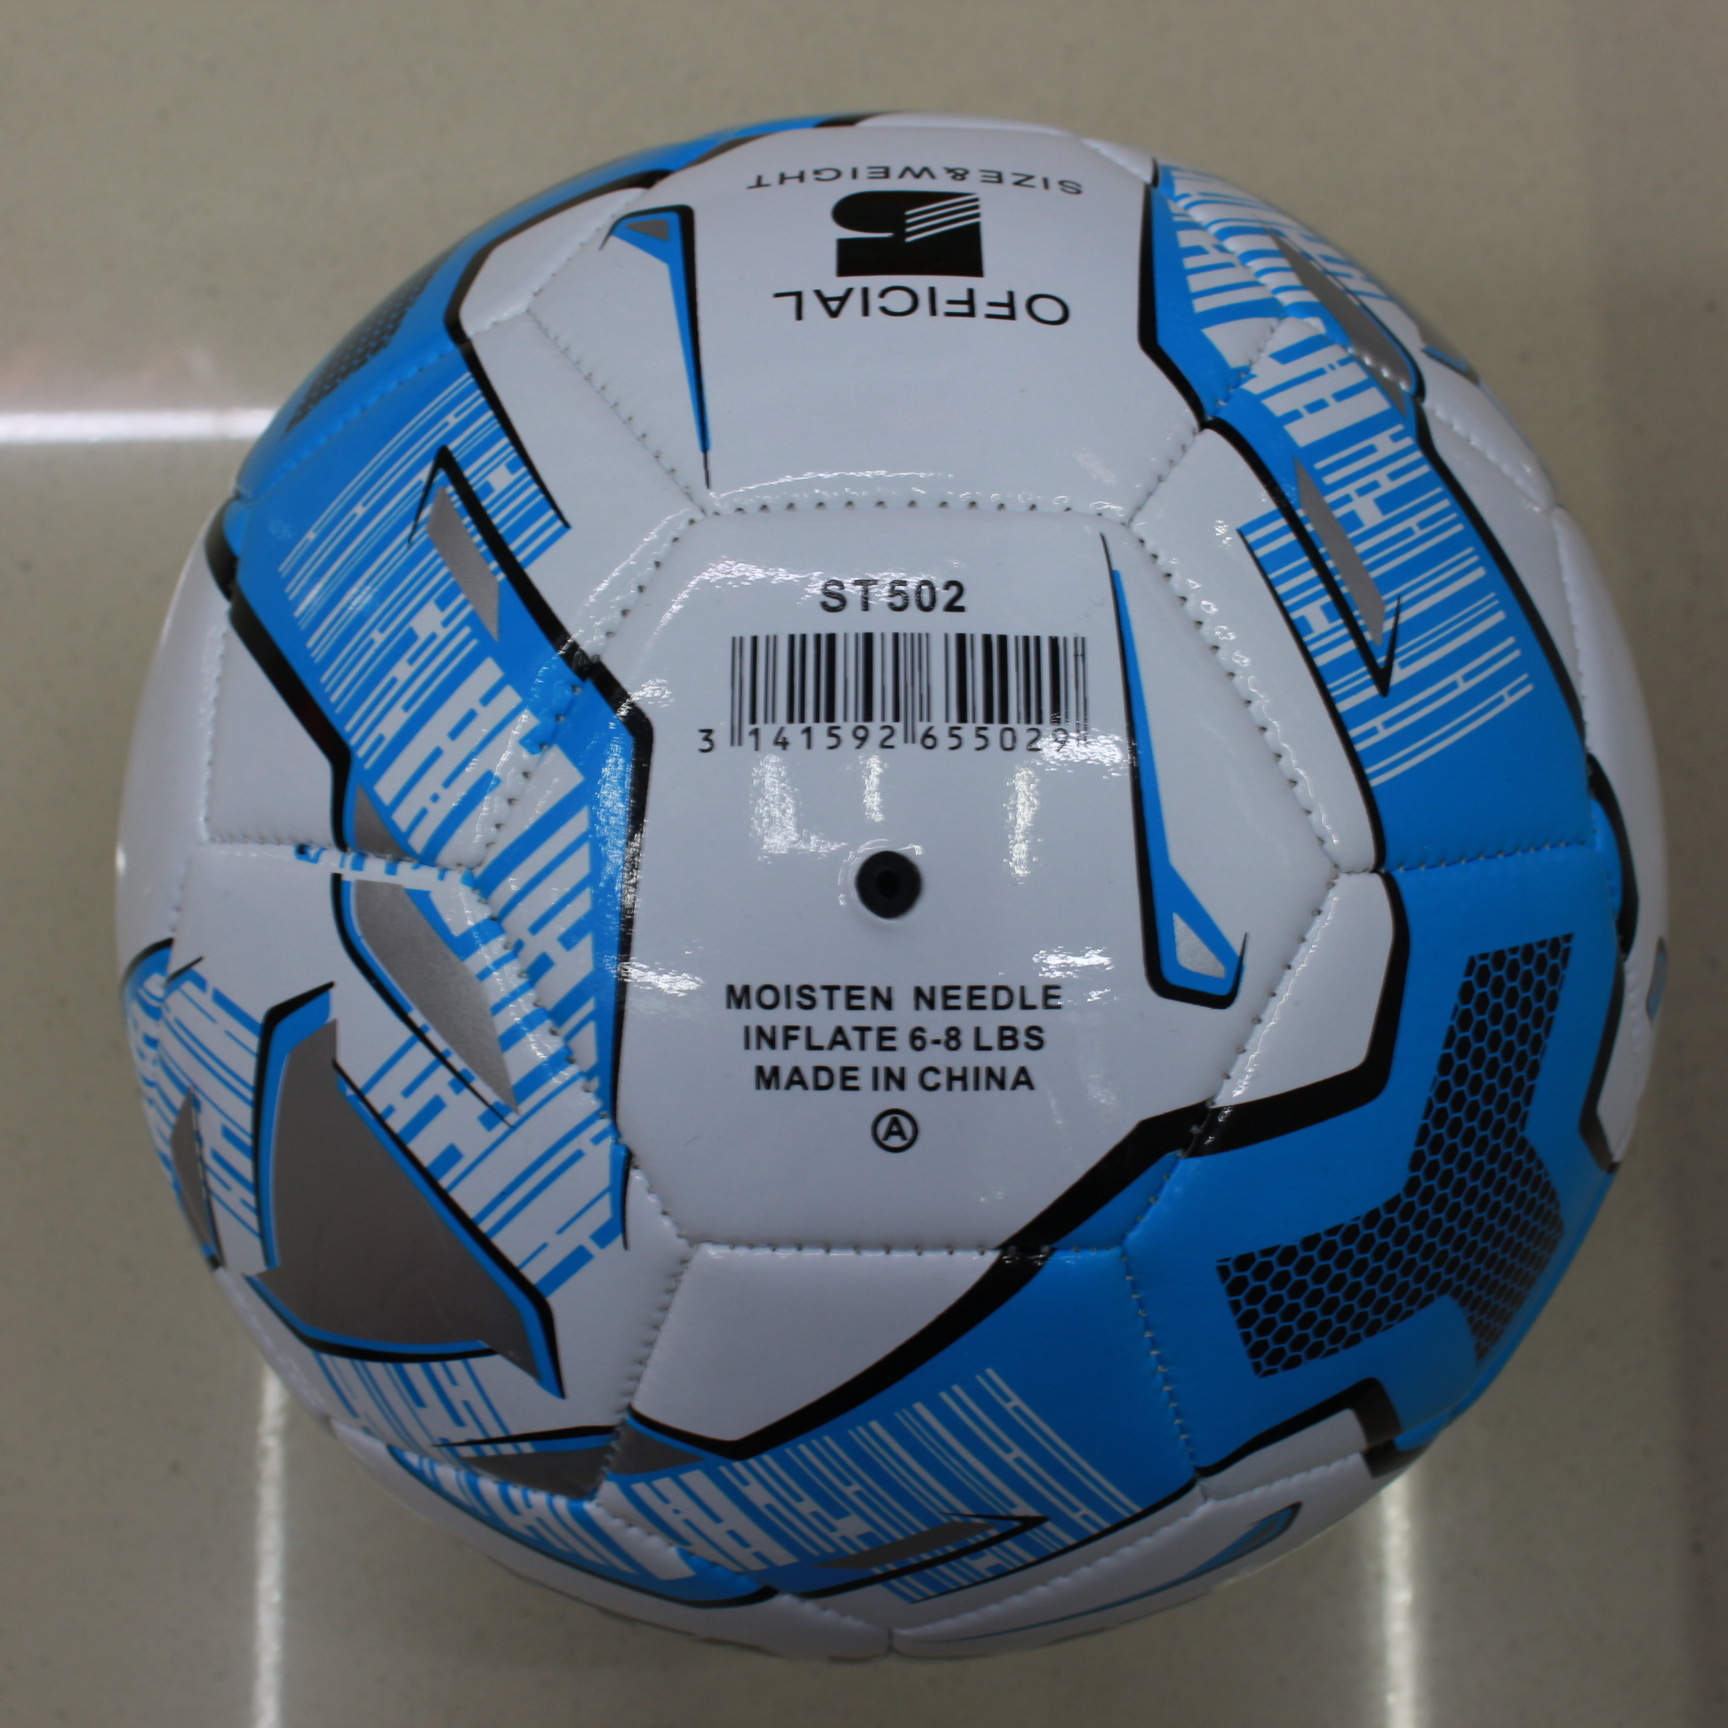 SIZE&WEIGHT
5
OFFICIAL
ST502
3 141592 655029
MOISTEN NEEDLE
INFLATE 6-8 LBS
MADE IN CHINA
A